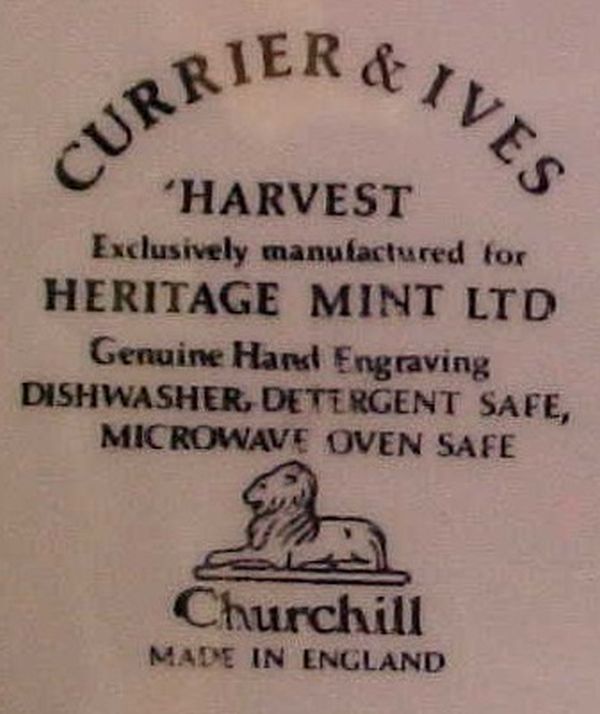 CURRIER & IVES
'HARVEST
Exclusively manufactured for
HERITAGE MINT LTD
Genuine Hand Engraving
DISHWASHER, DETERGENT SAFE,
MICROWAVE OVEN SAFE
Churchill
MADE IN ENGLAND